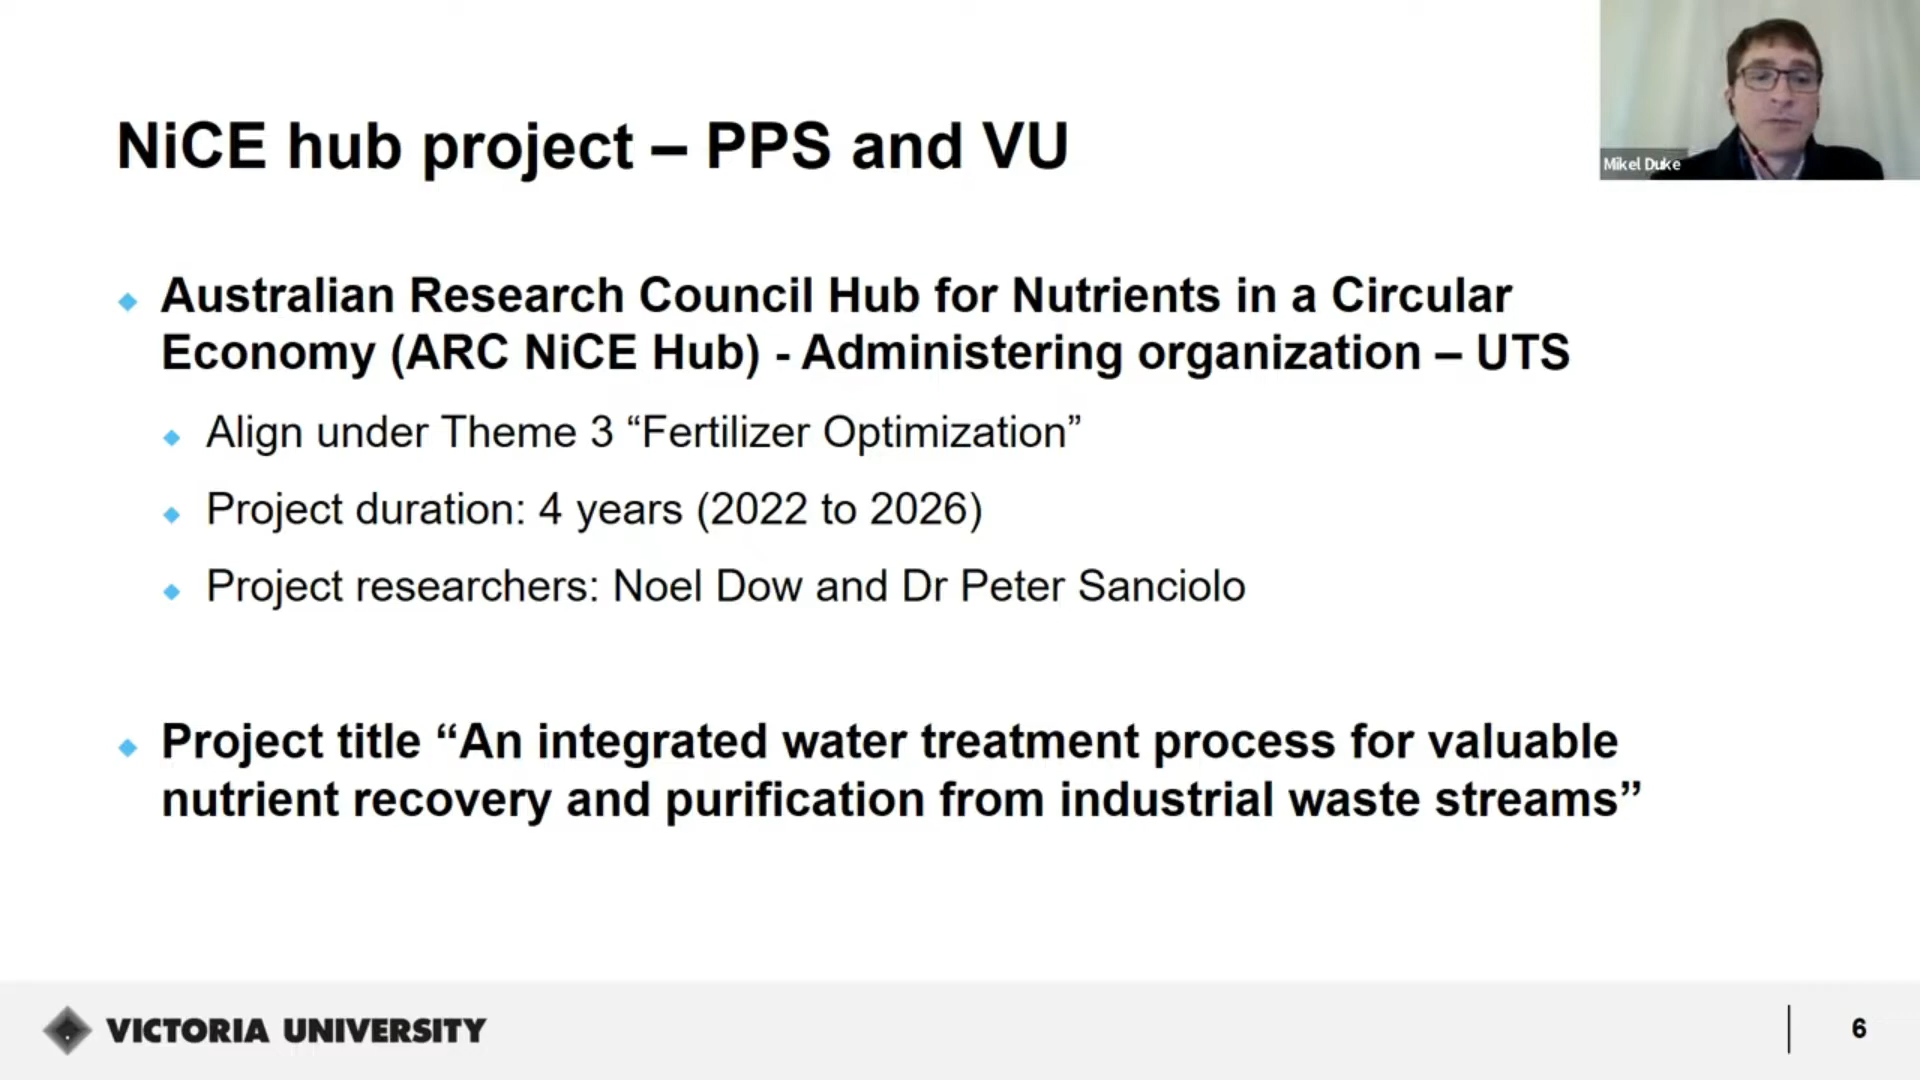 Mikel Duke
NiCE hub project – PPS and VU
Australian Research Council Hub for Nutrients in a Circular
Economy (ARC NiCE Hub) - Administering organization – UTS
Align under Theme 3 “Fertilizer Optimization”
Project duration: 4 years (2022 to 2026)
Project researchers: Noel Dow and Dr Peter Sanciolo
Project title “An integrated water treatment process for valuable
nutrient recovery and purification from industrial waste streams”
VICTORIA UNIVERSITY
6